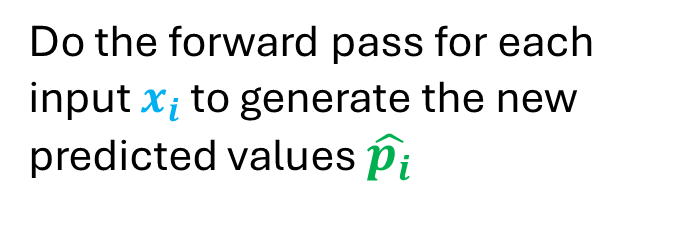 Do the forward pass for each
input xᵢ to generate the new
predicted values p̂ᵢ